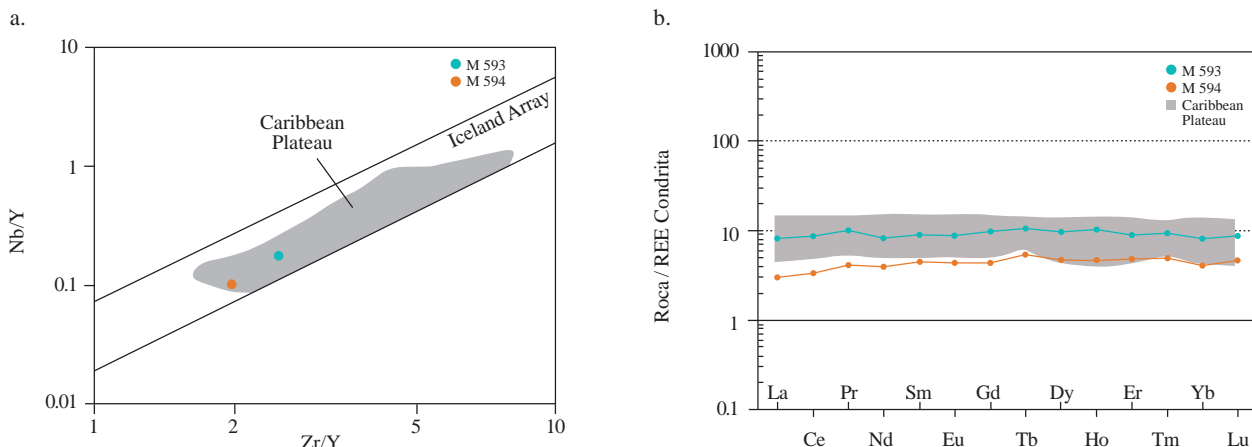 a.
10
1
0.1
0.01
Nb/Y
1
2
5
10
Zr/Y
M 593
M 594
Caribbean
Plateau
Iceland Array
b.
1000
100
10
1
0.1
Roca / REE Condrita
M 593
M 594
Caribbean
Plateau
La
Pr
Sm
Gd
Dy
Er
Yb
Ce
Nd
Eu
Tb
Ho
Tm
Lu